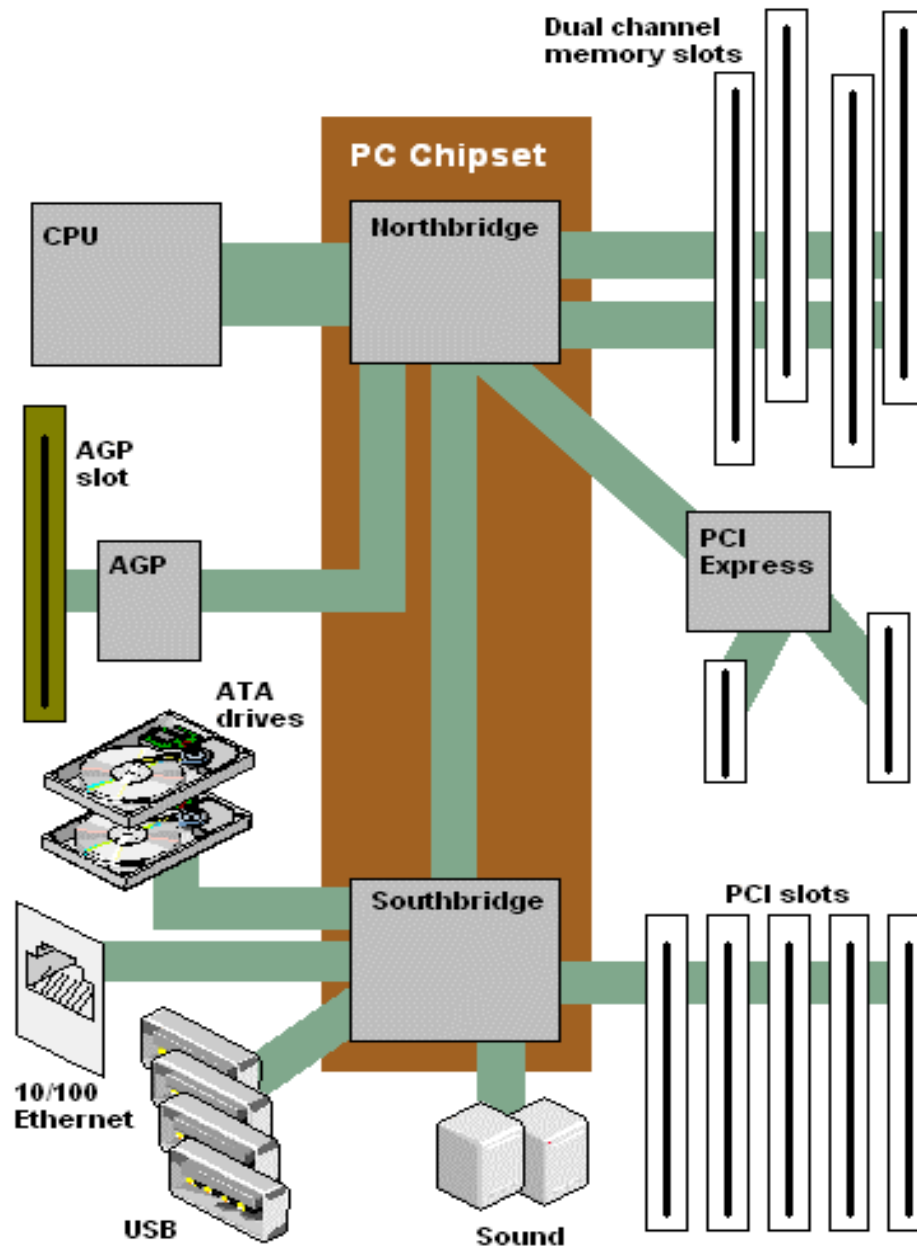 Dual channel
memory slots
PC Chipset
CPU
Northbridge
AGP
slot
AGP
PCI
Express
ATA
drives
Southbridge
PCI slots
10/100
Ethernet
USB
Sound